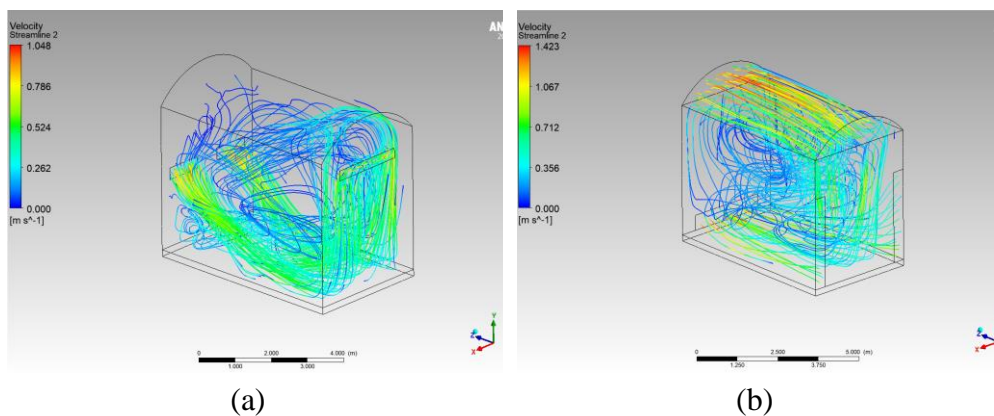 Velocity
Streamline 2
1.048
0.786
0.524
0.262
0.000
[m s^-1]
AN
0
2.000
4.000
(m)
1.000
3.000
Y
Z
X
(a)
Velocity
Streamline 2
1.423
1.067
0.712
0.356
0.000
[m s^-1]
0
2.500
5.000
(m)
1.250
3.750
Y
Z
X
(b)